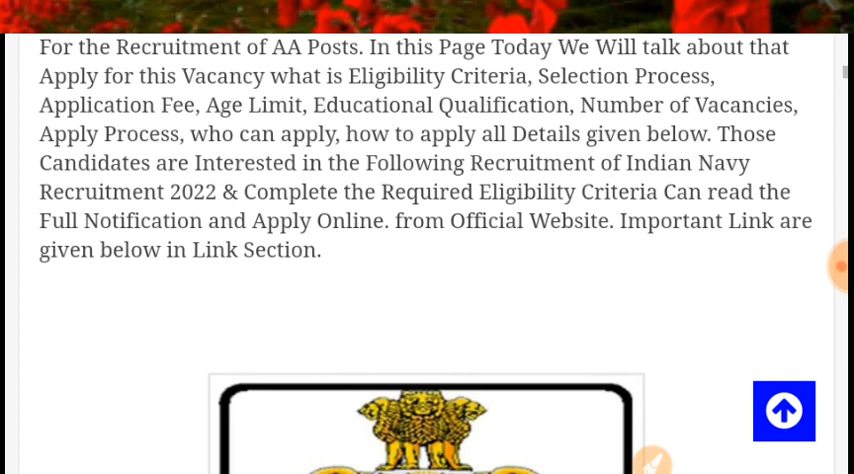 For the Recruitment of AA Posts. In this Page Today We Will talk about that
Apply for this Vacancy what is Eligibility Criteria, Selection Process,
Application Fee, Age Limit, Educational Qualification, Number of Vacancies,
Apply Process, who can apply, how to apply all Details given below. Those
Candidates are Interested in the Following Recruitment of Indian Navy
Recruitment 2022 & Complete the Required Eligibility Criteria Can read the
Full Notification and Apply Online. from Official Website. Important Link are
given below in Link Section.